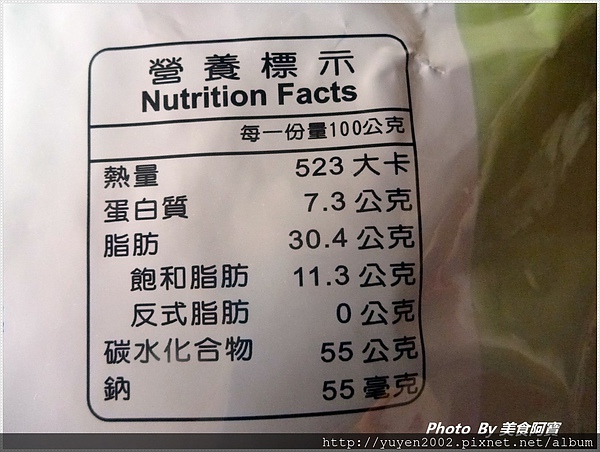 營養標示
Nutrition Facts
每一份量100公克
熱量 523 大卡
蛋白質 7.3 公克
脂肪 30.4 公克
飽和脂肪 11.3 公克
反式脂肪 0 公克
碳水化合物 55 公克
鈉 55 毫克
Photo By 美食阿寶
http://yuyen2002.pixnet.net/album